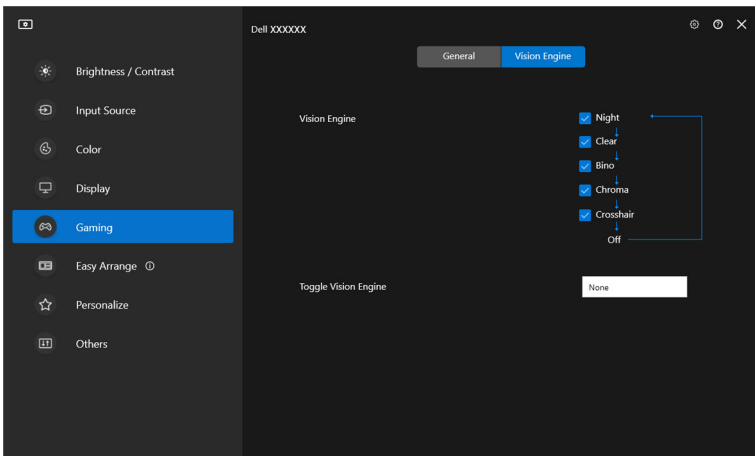 Dell XXXXXX
General
Vision Engine
Brightness / Contrast
Input Source
Color
Display
Gaming
Easy Arrange
Personalize
Others
Vision Engine
Night
Clear
Bino
Chroma
Crosshair
Off
Toggle Vision Engine
None